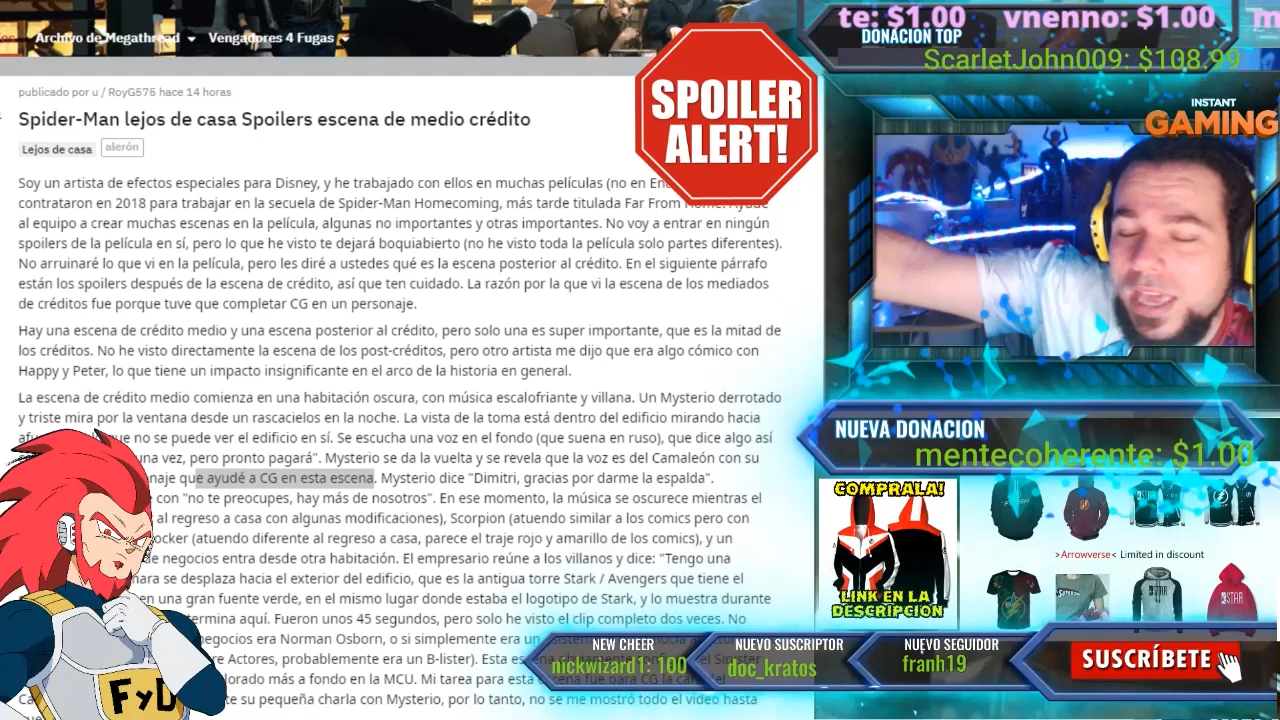 Archivo de Megathread
Vengadores 4 Fugas
publicado por u / RoyG575 hace 14 horas
Spider-Man lejos de casa Spoilers escena de medio crédito
Lejos de casa
alerón
Soy un artista de efectos especiales para Disney, y he trabajado con ellos en muchas películas (no en
contrataron en 2018 para trabajar en la secuela de Spider-Man Homecoming, más tarde titulada Far From
al equipo a crear muchas escenas en la película, algunas no importantes y otras importantes. No voy a entrar en ningún
spoilers de la película en sí, pero lo que he visto te dejará boquiabierto (no he visto toda la película solo partes diferentes).
No arruinaré lo que vi en la película, pero les diré a ustedes qué es la escena posterior al crédito. En el siguiente párrafo
están los spoilers después de la escena de crédito, así que ten cuidado. La razón por la que vi la escena de los mediados
de créditos fue porque tuve que completar CG en un personaje.
Hay una escena de crédito medio y una escena posterior al crédito, pero solo una es super importante, que es la mitad de
los créditos. No he visto directamente la escena de los post-créditos, pero otro artista me dijo que era algo cómico con
Happy y Peter, lo que tiene un impacto insignificante en el arco de la historia en general.
La escena de crédito medio comienza en una habitación oscura, con música escalofriante y villana. Un Mysterio derrotado
y triste mira por la ventana desde un rascacielos en la noche. La vista de la toma está dentro del edificio mirando hacia
que no se puede ver el edificio en sí. Se escucha una voz en el fondo (que suena en ruso), que dice algo así
una vez, pero pronto pagará". Mysterio se da la vuelta y se revela que la voz es del Camaleón con su
que ayudé a CG en esta escena. Mysterio dice "Dimitri, gracias por darme la espalda".
con "no te preocupes, hay más de nosotros". En ese momento, la música se oscurece mientras el
al regreso a casa con algunas modificaciones), Scorpion (atuendo similar a los comics pero con
(atuendo diferente al regreso a casa, parece el traje rojo y amarillo de los comics), y un
de negocios entra desde otra habitación. El empresario reúne a los villanos y dice: "Tengo una
se desplaza hacia el exterior del edificio, que es la antigua torre Stark / Avengers que tiene el
en una gran fuente verde, en el mismo lugar donde estaba el logotipo de Stark, y lo muestra durante
termina aquí. Fueron unos 45 segundos, pero solo he visto el clip completo dos veces. No
negocios era Norman Osborn, o si simplemente era un
Actores, probablemente era un B-lister). Esta
más a fondo en la MCU. Mi tarea para esta escena fue para CG la
su pequeña charla con Mysterio, por lo tanto, no se me mostró todo el video hasta
SPOILER
ALERT!
te: $1.00
vnenno: $1.00
DONACION TOP
ScarletJohn009: $108.99
INSTANT
GAMING
NUEVA DONACION
mentecoherente: $1.00
COMPRALA!
LINK EN LA
DESCRIPCION
>Arrowverse< Limited in discount
STAR
STAR
NEW CHEER
nickwizard1: 100
NUEVO SUSCRIPTOR
doc_kratos
NUEVO SEGUIDOR
franh19
SUSCRÍBETE
FyD